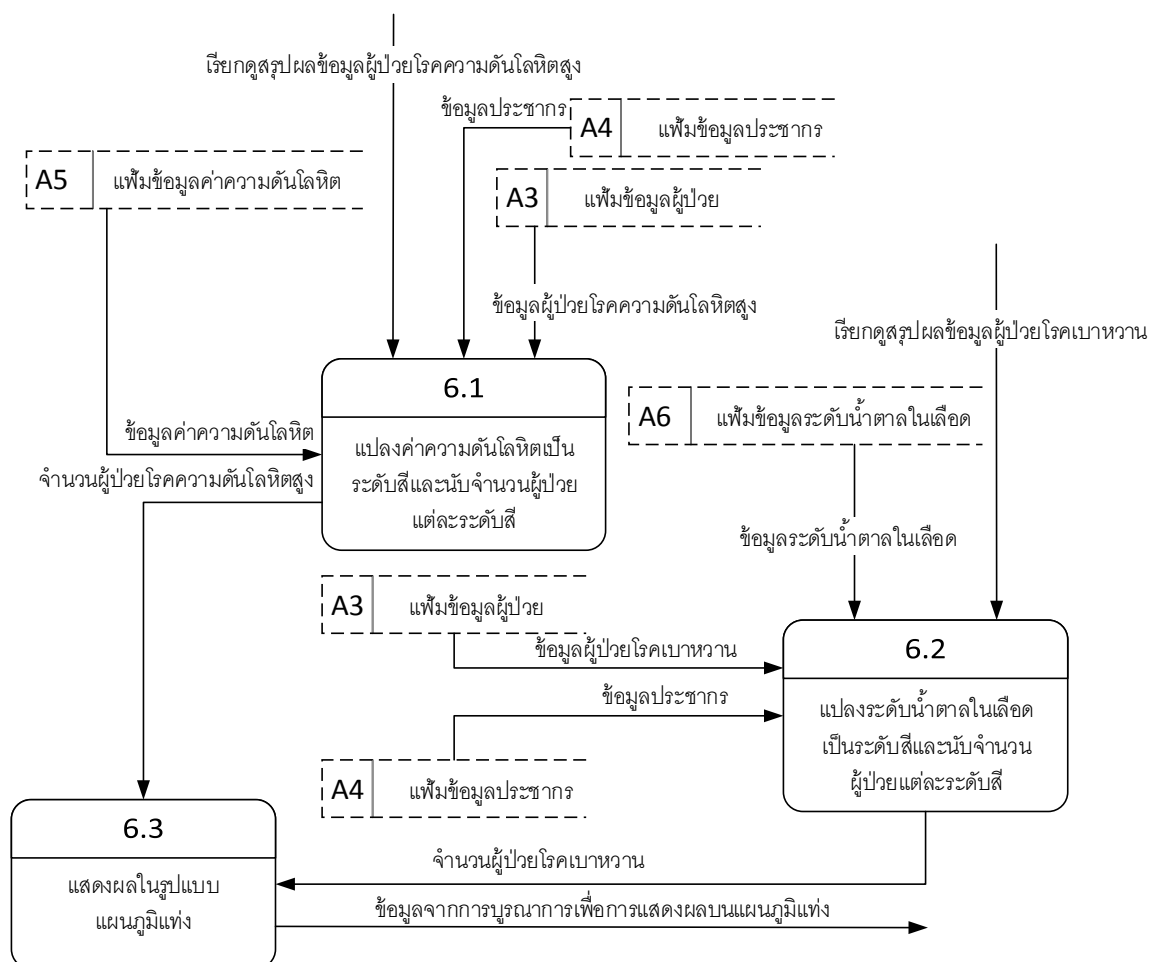 เรียกดูสรุปผลข้อมูลผู้ป่วยโรคความดันโลหิตสูง
ข้อมูลประชากร
A4 แฟ้มข้อมูลประชากร
A5 แฟ้มข้อมูลค่าความดันโลหิต
A3 แฟ้มข้อมูลผู้ป่วย
ข้อมูลผู้ป่วยโรคความดันโลหิตสูง
เรียกดูสรุปผลข้อมูลผู้ป่วยโรคเบาหวาน
6.1
แปลงค่าความดันโลหิตเป็น
ระดับสีและนับจำนวนผู้ป่วย
แต่ละระดับสี
A6 แฟ้มข้อมูลระดับน้ำตาลในเลือด
ข้อมูลค่าความดันโลหิต
จำนวนผู้ป่วยโรคความดันโลหิตสูง
ข้อมูลระดับน้ำตาลในเลือด
A3 แฟ้มข้อมูลผู้ป่วย
ข้อมูลผู้ป่วยโรคเบาหวาน
6.2
แปลงระดับน้ำตาลในเลือด
เป็นระดับสีและนับจำนวน
ผู้ป่วยแต่ละระดับสี
ข้อมูลประชากร
A4 แฟ้มข้อมูลประชากร
6.3
แสดงผลในรูปแบบ
แผนภูมิแท่ง
จำนวนผู้ป่วยโรคเบาหวาน
ข้อมูลจากการบูรณาการเพื่อการแสดงผลบนแผนภูมิแท่ง